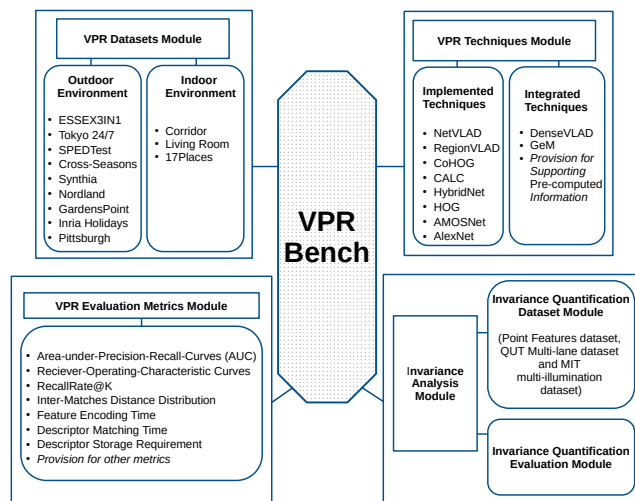 VPR Datasets Module
Outdoor
Environment
ESSEX3IN1
Tokyo 24/7
SPEDTest
Cross-Seasons
Synthia
Nordland
GardensPoint
Inria Holidays
Pittsburgh
Indoor
Environment
Corridor
Living Room
17Places
VPR Techniques Module
Implemented
Techniques
NetVLAD
RegionVLAD
CoHOG
CALC
HybridNet
HOG
AMOSNet
AlexNet
Integrated
Techniques
DenseVLAD
GeM
Provision for
Supporting
Pre-computed
Information
VPR
Bench
VPR Evaluation Metrics Module
Area-under-Precision-Recall-Curves (AUC)
Reciever-Operating-Characteristic Curves
RecallRate@K
Inter-Matches Distance Distribution
Feature Encoding Time
Descriptor Matching Time
Descriptor Storage Requirement
Provision for other metrics
Invariance
Analysis
Module
Invariance Quantification
Dataset Module
(Point Features dataset,
QUT Multi-lane dataset
and MIT
multi-illumination
dataset)
Invariance Quantification
Evaluation Module